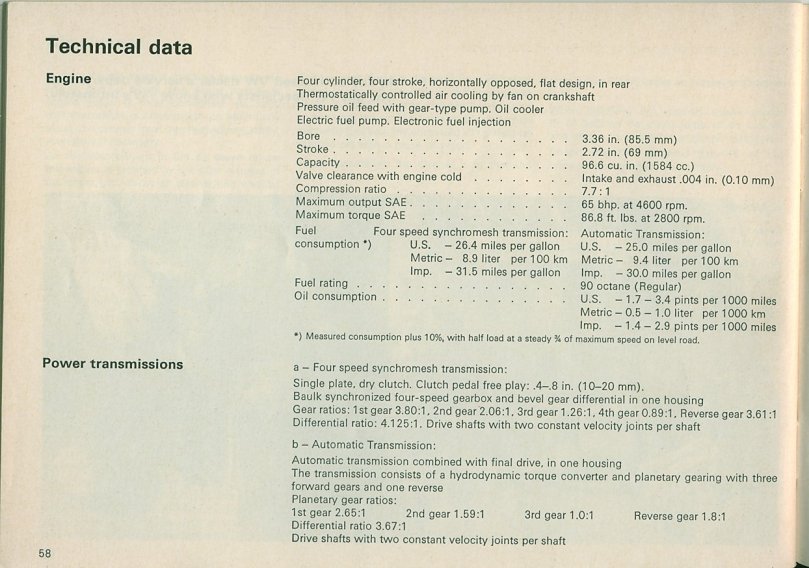 Technical data
Engine
Four cylinder, four stroke, horizontally opposed, flat design, in rear
Thermostatically controlled air cooling by fan on crankshaft
Pressure oil feed with gear-type pump. Oil cooler
Electric fuel pump. Electronic fuel injection
Bore . . . . . . . . . . . . . . . . . . 3.36 in. (85.5 mm)
Stroke . . . . . . . . . . . . . . . . . . 2.72 in. (69 mm)
Capacity . . . . . . . . . . . . . . . . . 96.6 cu. in. (1584 cc.)
Valve clearance with engine cold . . . . . . . Intake and exhaust .004 in. (0.10 mm)
Compression ratio . . . . . . . . . . . . . 7.7 : 1
Maximum output SAE . . . . . . . . . . . . 65 bhp. at 4600 rpm.
Maximum torque SAE . . . . . . . . . . . 86.8 ft. lbs. at 2800 rpm.
Fuel Four speed synchromesh transmission: Automatic Transmission:
consumption *) U.S. – 26.4 miles per gallon U.S. – 25.0 miles per gallon
Metric – 8.9 liter per 100 km Metric – 9.4 liter per 100 km
Imp. – 31.5 miles per gallon Imp. – 30.0 miles per gallon
Fuel rating . . . . . . . . . . . . . . . . 90 octane (Regular)
Oil consumption . . . . . . . . . . . . . . U.S. – 1.7 – 3.4 pints per 1000 miles
Metric – 0.5 – 1.0 liter per 1000 km
Imp. – 1.4 – 2.9 pints per 1000 miles
*) Measured consumption plus 10%, with half load at a steady ¾ of maximum speed on level road.
Power transmissions
a – Four speed synchromesh transmission:
Single plate, dry clutch. Clutch pedal free play: .4–.8 in. (10–20 mm).
Baulk synchronized four-speed gearbox and bevel gear differential in one housing
Gear ratios: 1st gear 3.80:1, 2nd gear 2.06:1, 3rd gear 1.26:1, 4th gear 0.89:1, Reverse gear 3.61:1
Differential ratio: 4.125:1. Drive shafts with two constant velocity joints per shaft
b – Automatic Transmission:
Automatic transmission combined with final drive, in one housing
The transmission consists of a hydrodynamic torque converter and planetary gearing with three
forward gears and one reverse
Planetary gear ratios:
1st gear 2.65:1 2nd gear 1.59:1 3rd gear 1.0:1 Reverse gear 1.8:1
Differential ratio 3.67:1
Drive shafts with two constant velocity joints per shaft
58